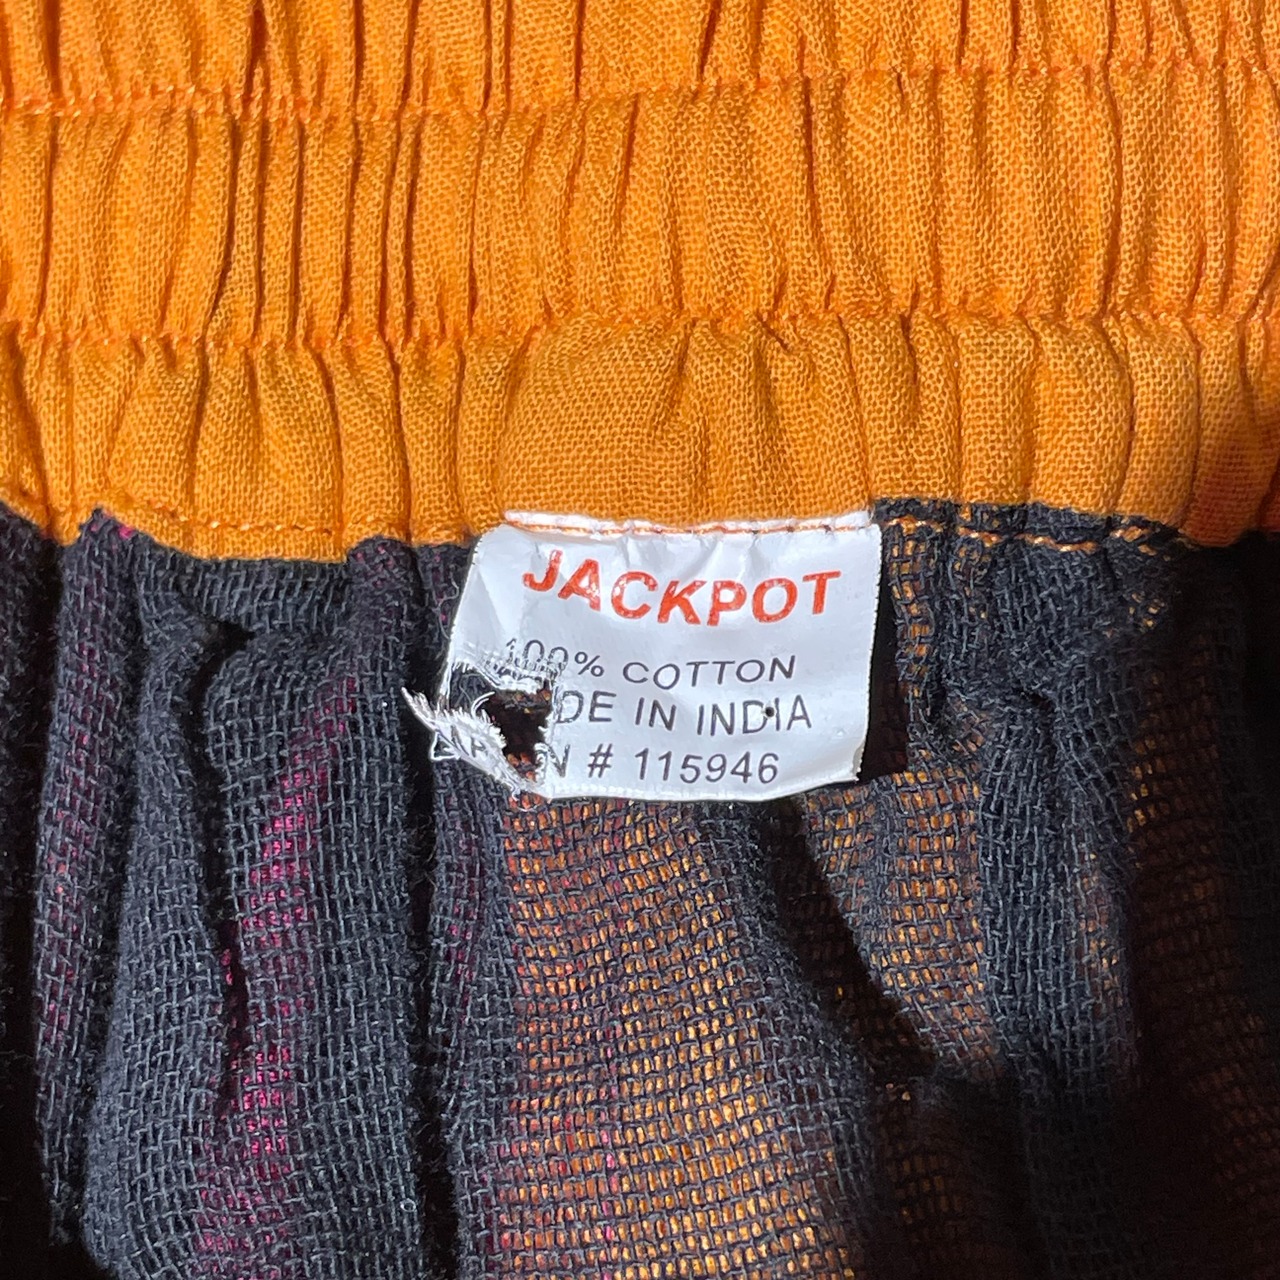 JACKPOT
100% COTTON
DE IN INDIA
N # 115946